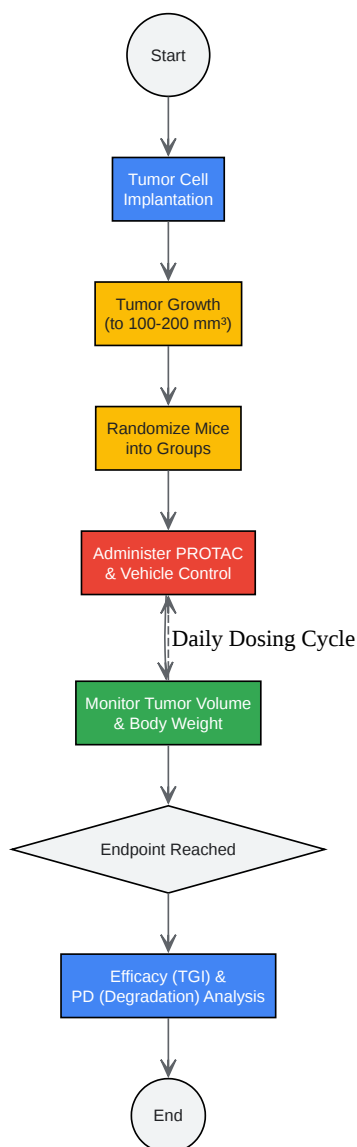 Start
Tumor Cell
Implantation
Tumor Growth
(to 100-200 mm³)
Randomize Mice
into Groups
Administer PROTAC
& Vehicle Control
Daily Dosing Cycle
Monitor Tumor Volume
& Body Weight
Endpoint Reached
Efficacy (TGI) &
PD (Degradation) Analysis
End